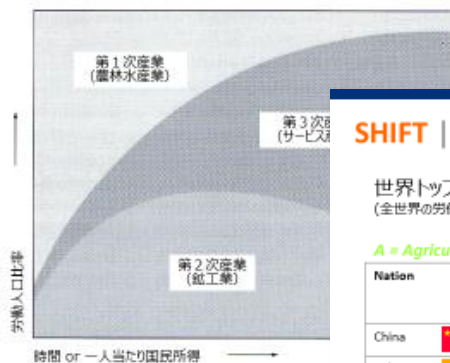 第1次産業
(農林水産業)
第3次
(サービス
第2次産業
(鉱工業)
労働人口比率
時間 or 一人当たり国民所得
SHIFT |
世界トッ
(全世界の労
A = Agricu
Nation
China